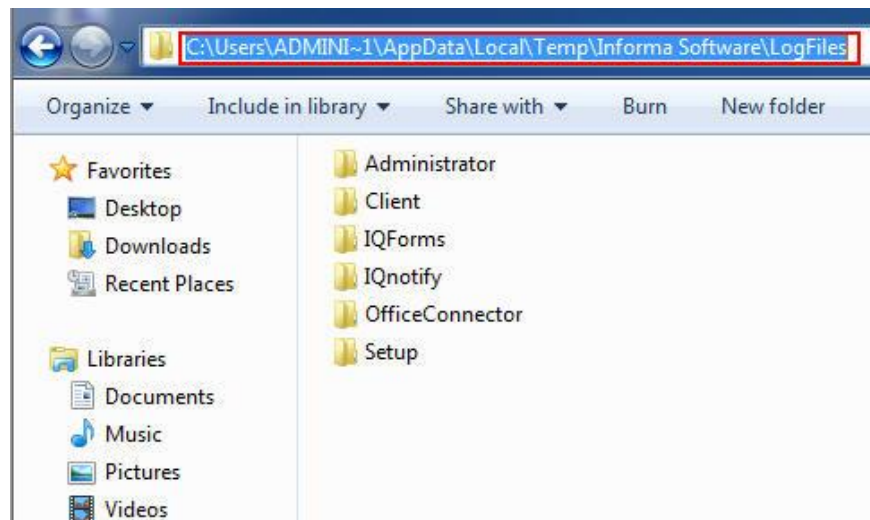 C:\Users\ADMINI~1\AppData\Local\Temp\Informa Software\LogFiles
Organize Include in library Share with Burn New folder
Favorites
Desktop
Downloads
Recent Places
Libraries
Documents
Music
Pictures
Videos
Administrator
Client
IQForms
IQnotify
OfficeConnector
Setup